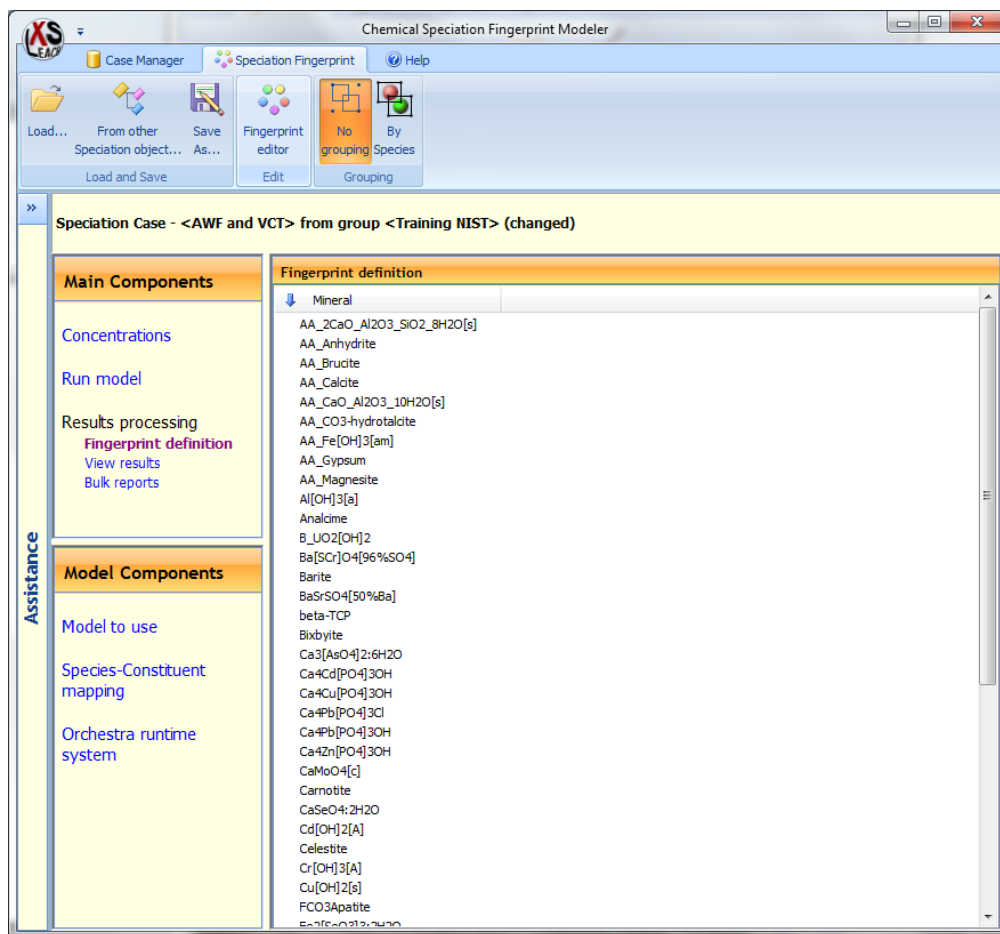 XS
LEACH
Chemical Speciation Fingerprint Modeler
Case Manager
Speciation Fingerprint
Help
Load...
From other Speciation object...
Save As...
Fingerprint editor
No grouping
By Species
Load and Save
Edit
Grouping
»
Speciation Case - <AWF and VCT> from group <Training NIST> (changed)
Assistance
Main Components
Concentrations
Run model
Results processing
Fingerprint definition
View results
Bulk reports
Model Components
Model to use
Species-Constituent
mapping
Orchestra runtime
system
Fingerprint definition
Mineral
AA_2CaO_Al2O3_SiO2_8H2O[s]
AA_Anhydrite
AA_Brucite
AA_Calcite
AA_CaO_Al2O3_10H2O[s]
AA_CO3-hydrotalcite
AA_Fe[OH]3[am]
AA_Gypsum
AA_Magnesite
Al[OH]3[a]
Analcime
B_UO2[OH]2
Ba[SCr]O4[96%SO4]
Barite
BaSrSO4[50%Ba]
beta-TCP
Bixbyite
Ca3[AsO4]2:6H2O
Ca4Cd[PO4]3OH
Ca4Cu[PO4]3OH
Ca4Pb[PO4]3Cl
Ca4Pb[PO4]3OH
Ca4Zn[PO4]3OH
CaMoO4[c]
Carnotite
CaSeO4:2H2O
Cd[OH]2[A]
Celestite
Cr[OH]3[A]
Cu[OH]2[s]
FCO3Apatite
Fe2[SeO3]3:2H2O